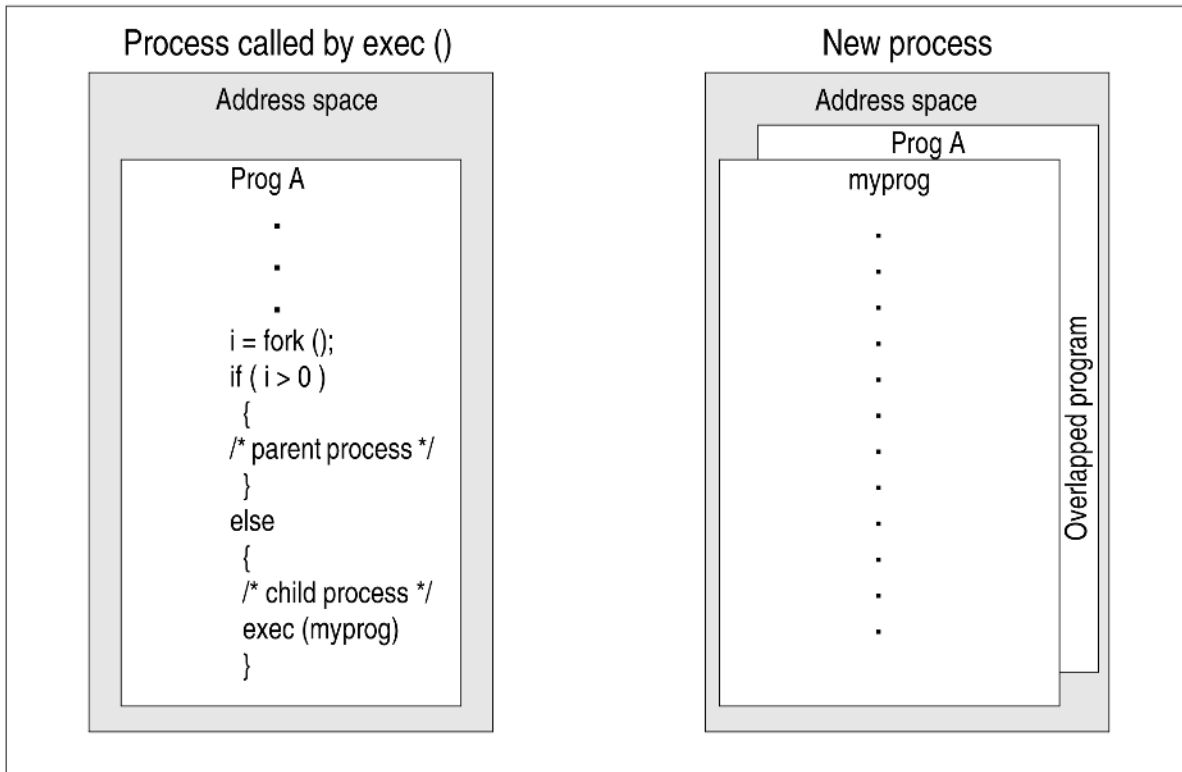 Process called by exec ()
Address space
Prog A
.
.
.
i = fork ();
if ( i > 0 )
{
/* parent process */
}
else
{
/* child process */
exec (myprog)
}
New process
Address space
Prog A
myprog
.
.
.
.
.
.
.
.
.
.
.
.
Overlapped program